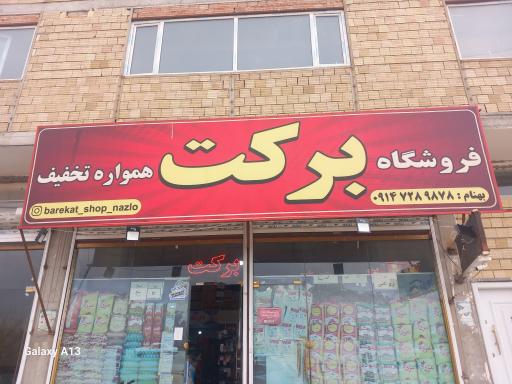 فروشگاه برکت همواره تخفیف
بهنام : ۰۹۱۴ ۷۲۸ ۹۸۷۸
barekat_shop_nazlo
برکت
Galaxy A13